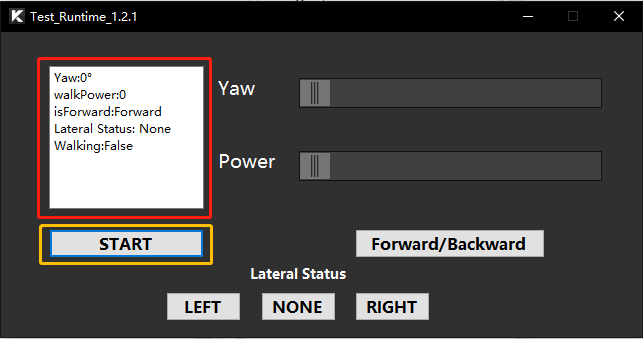 Test_Runtime_1.2.1
Yaw:0°
walkPower:0
isForward:Forward
Lateral Status: None
Walking:False
Yaw
Power
START
Forward/Backward
Lateral Status
LEFT
NONE
RIGHT